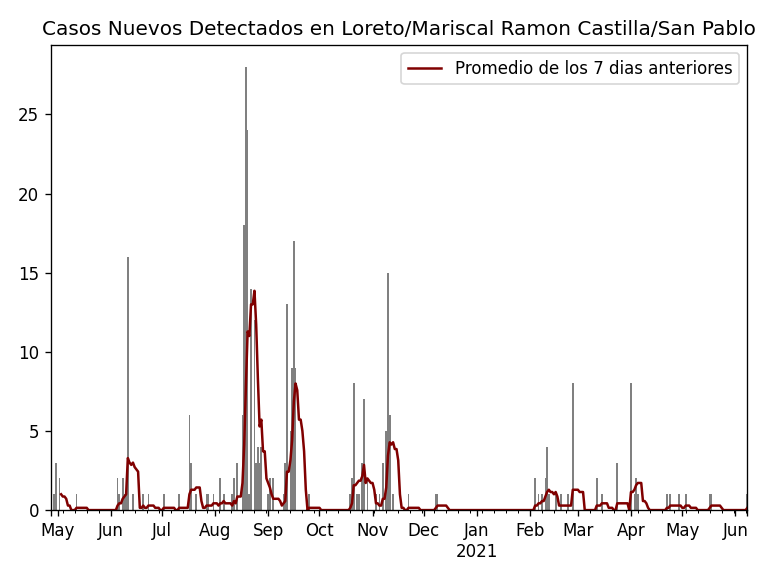 Casos Nuevos Detectados en Loreto/Mariscal Ramon Castilla/San Pablo
Promedio de los 7 dias anteriores
25
20
15
10
5
0
May Jun Jul Aug Sep Oct Nov Dec Jan Feb Mar Apr May Jun
2021